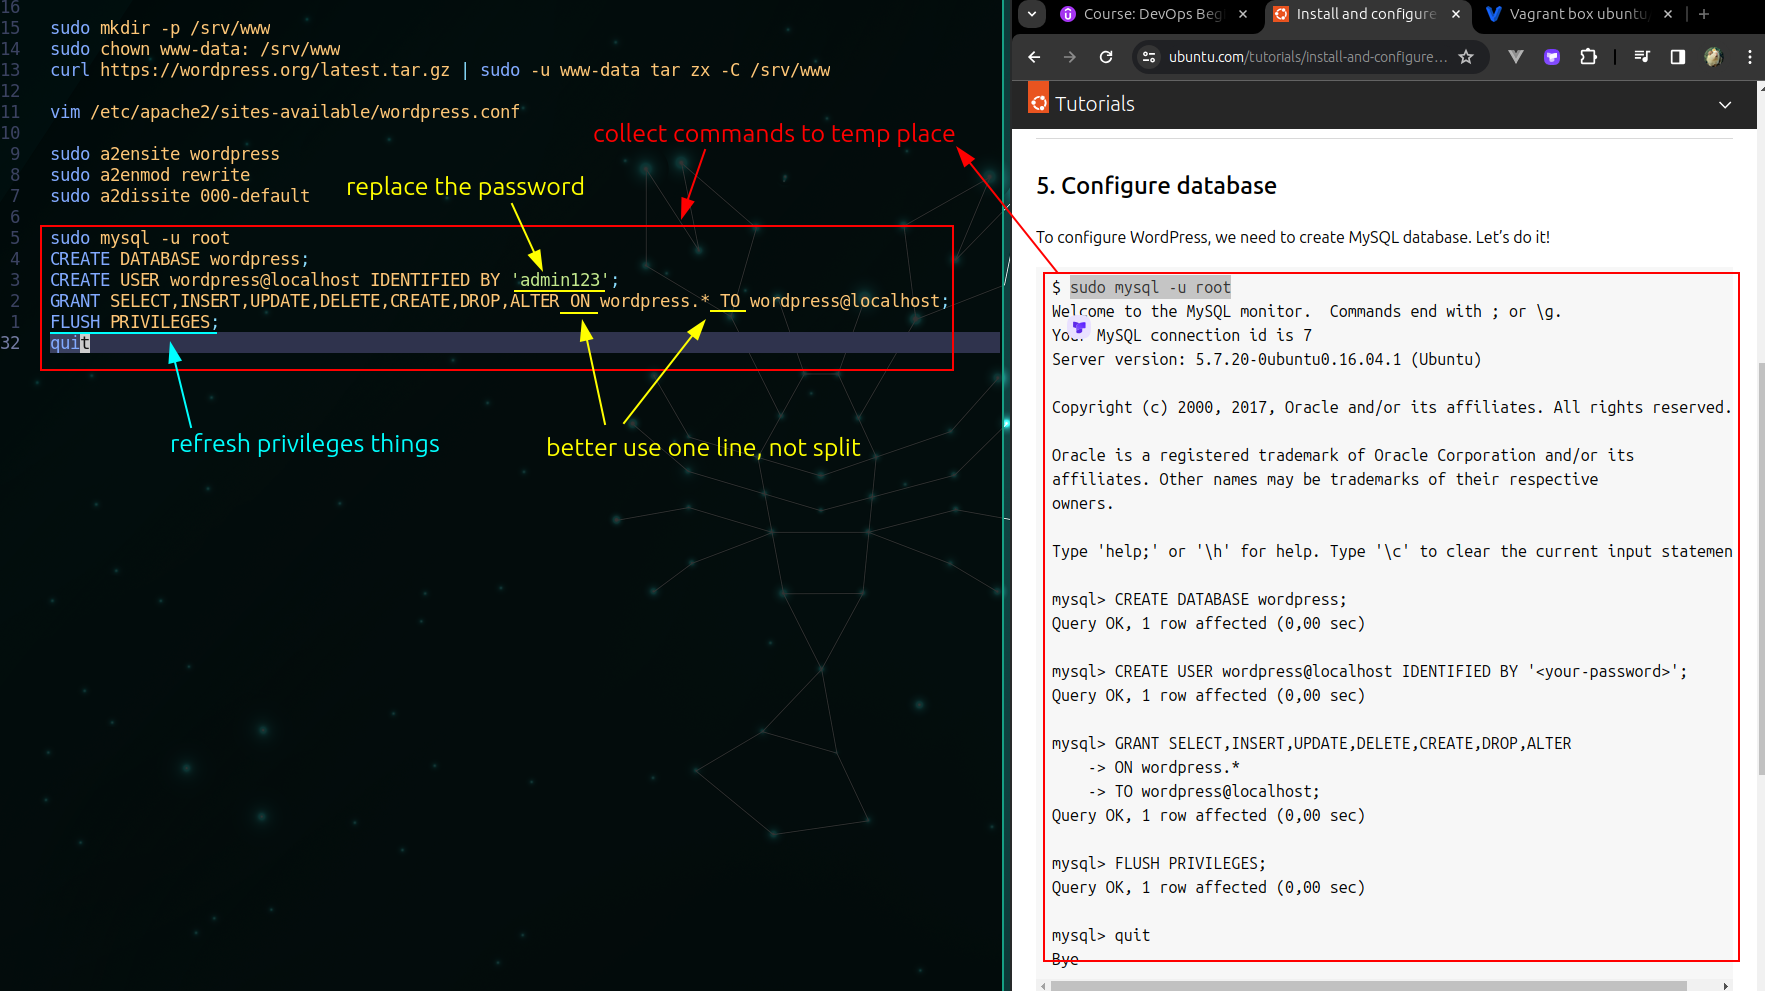 16
15 sudo mkdir -p /srv/www
14 sudo chown www-data: /srv/www
13 curl https://wordpress.org/latest.tar.gz | sudo -u www-data tar zx -C /srv/www
12
11 vim /etc/apache2/sites-available/wordpress.conf
10
9 sudo a2ensite wordpress
8 sudo a2enmod rewrite
7 sudo a2dissite 000-default
6
5 sudo mysql -u root
4 CREATE DATABASE wordpress;
3 CREATE USER wordpress@localhost IDENTIFIED BY 'admin123';
2 GRANT SELECT,INSERT,UPDATE,DELETE,CREATE,DROP,ALTER ON wordpress.* TO wordpress@localhost;
1 FLUSH PRIVILEGES;
32 quit
collect commands to temp place
replace the password
refresh privileges things
better use one line, not split
Course: DevOps Beg
Install and configure
Vagrant box ubuntu
ubuntu.com/tutorials/install-and-configure...
Tutorials
5. Configure database
To configure WordPress, we need to create MySQL database. Let's do it!
$ sudo mysql -u root
Welcome to the MySQL monitor.  Commands end with ; or \g.
MySQL connection id is 7
Server version: 5.7.20-0ubuntu0.16.04.1 (Ubuntu)
Copyright (c) 2000, 2017, Oracle and/or its affiliates. All rights reserved.
Oracle is a registered trademark of Oracle Corporation and/or its
affiliates. Other names may be trademarks of their respective
owners.
Type 'help;' or '\h' for help. Type '\c' to clear the current input statemen
mysql> CREATE DATABASE wordpress;
Query OK, 1 row affected (0,00 sec)
mysql> CREATE USER wordpress@localhost IDENTIFIED BY '<your-password>';
Query OK, 1 row affected (0,00 sec)
mysql> GRANT SELECT,INSERT,UPDATE,DELETE,CREATE,DROP,ALTER
-> ON wordpress.*
-> TO wordpress@localhost;
Query OK, 1 row affected (0,00 sec)
mysql> FLUSH PRIVILEGES;
Query OK, 1 row affected (0,00 sec)
mysql> quit
Bye